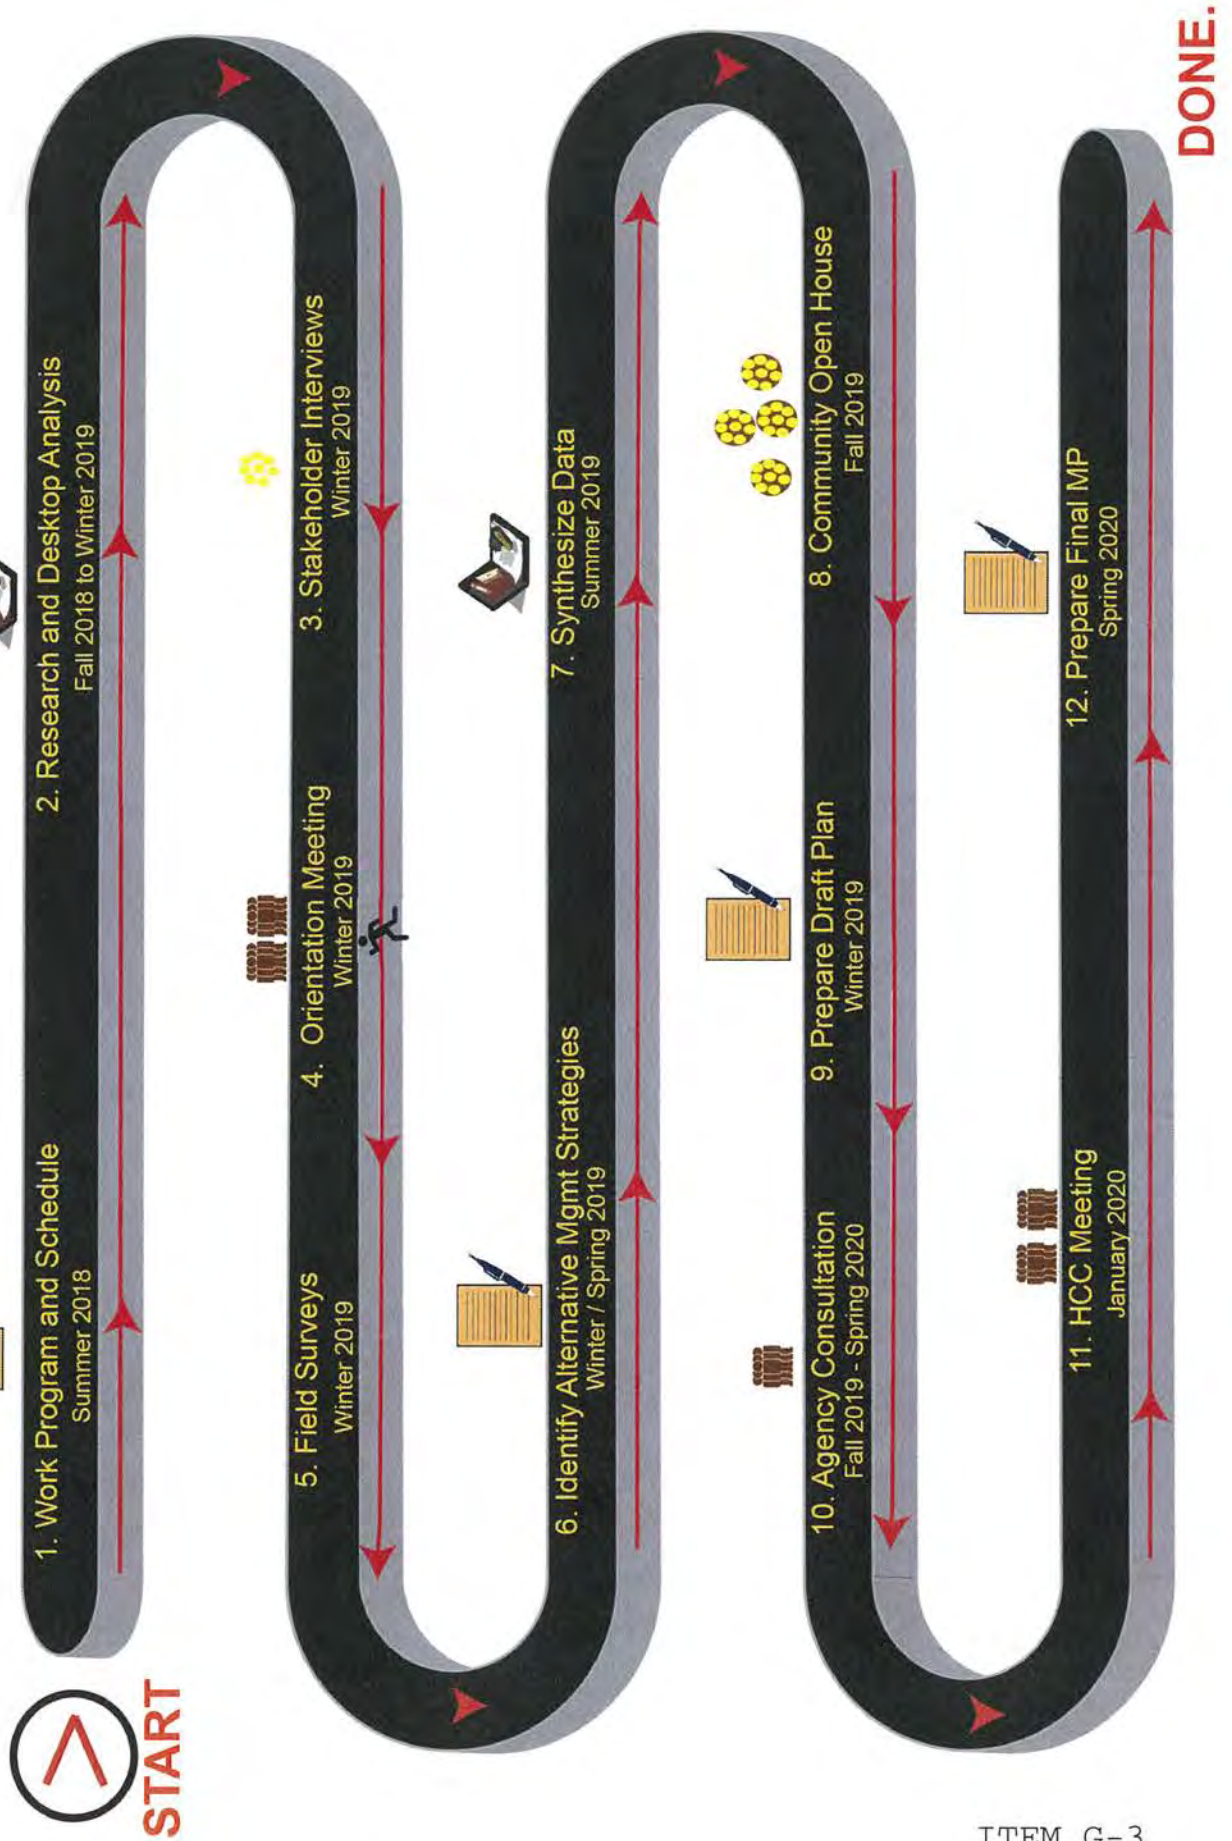 START
1. Work Program and Schedule
Summer 2018
2. Research and Desktop Analysis
Fall 2018 to Winter 2019
3. Stakeholder Interviews
Winter 2019
4. Orientation Meeting
Winter 2019
5. Field Surveys
Winter 2019
6. Identify Alternative Mgmt Strategies
Winter / Spring 2019
7. Synthesize Data
Summer 2019
8. Community Open House
Fall 2019
9. Prepare Draft Plan
Winter 2019
10. Agency Consultation
Fall 2019 - Spring 2020
11. HCC Meeting
January 2020
12. Prepare Final MP
Spring 2020
DONE.
ITEM G-3